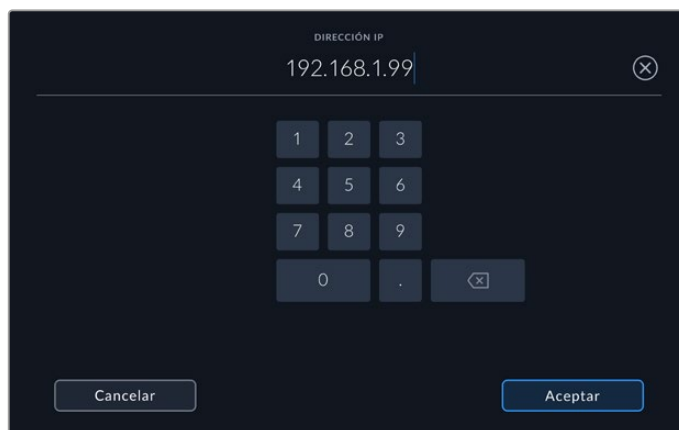 DIRECCIÓN IP
192.168.1.99
1 2 3
4 5 6
7 8 9
0 .
Cancelar Aceptar